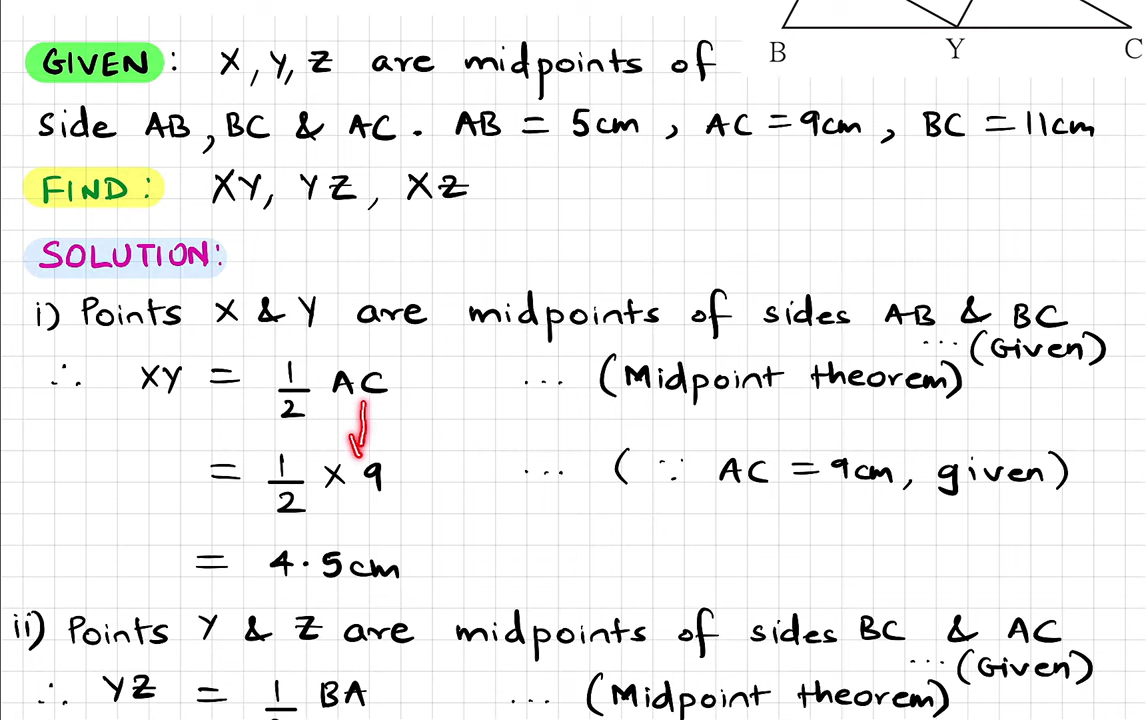 B Y C
GIVEN : X, Y, Z are midpoints of
side AB, BC & AC. AB = 5cm, AC = 9cm, BC = 11cm
FIND: XY, YZ, XZ
SOLUTION:
i) Points X & Y are midpoints of sides AB & BC
... (Given)
∴ XY = 1/2 AC ... (Midpoint theorem)
= 1/2 × 9 ... (∵ AC = 9cm, given)
= 4.5cm
ii) Points Y & Z are midpoints of sides BC & AC
... (Given)
∴ YZ = 1/2 BA ... (Midpoint theorem)